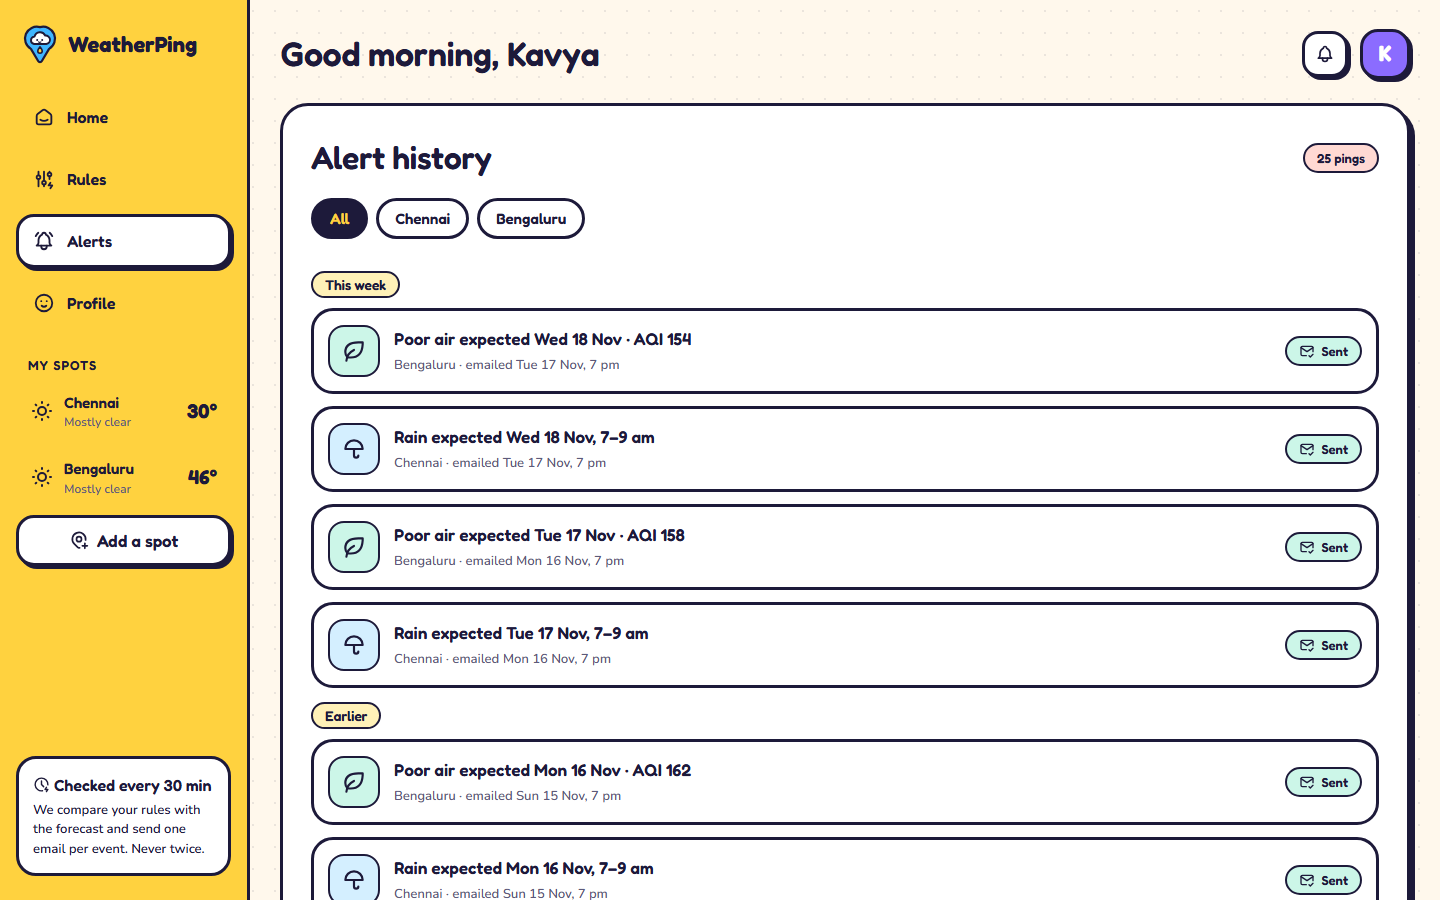 WeatherPing
Home
Rules
Alerts
Profile
MY SPOTS
Chennai
Mostly clear
30°
Bengaluru
Mostly clear
46°
Add a spot
Checked every 30 min
We compare your rules with
the forecast and send one
email per event. Never twice.
Good morning, Kavya
K
Alert history
25 pings
All
Chennai
Bengaluru
This week
Poor air expected Wed 18 Nov · AQI 154
Bengaluru · emailed Tue 17 Nov, 7 pm
Sent
Rain expected Wed 18 Nov, 7–9 am
Chennai · emailed Tue 17 Nov, 7 pm
Sent
Poor air expected Tue 17 Nov · AQI 158
Bengaluru · emailed Mon 16 Nov, 7 pm
Sent
Rain expected Tue 17 Nov, 7–9 am
Chennai · emailed Mon 16 Nov, 7 pm
Sent
Earlier
Poor air expected Mon 16 Nov · AQI 162
Bengaluru · emailed Sun 15 Nov, 7 pm
Sent
Rain expected Mon 16 Nov, 7–9 am
Chennai · emailed Sun 15 Nov, 7 pm
Sent